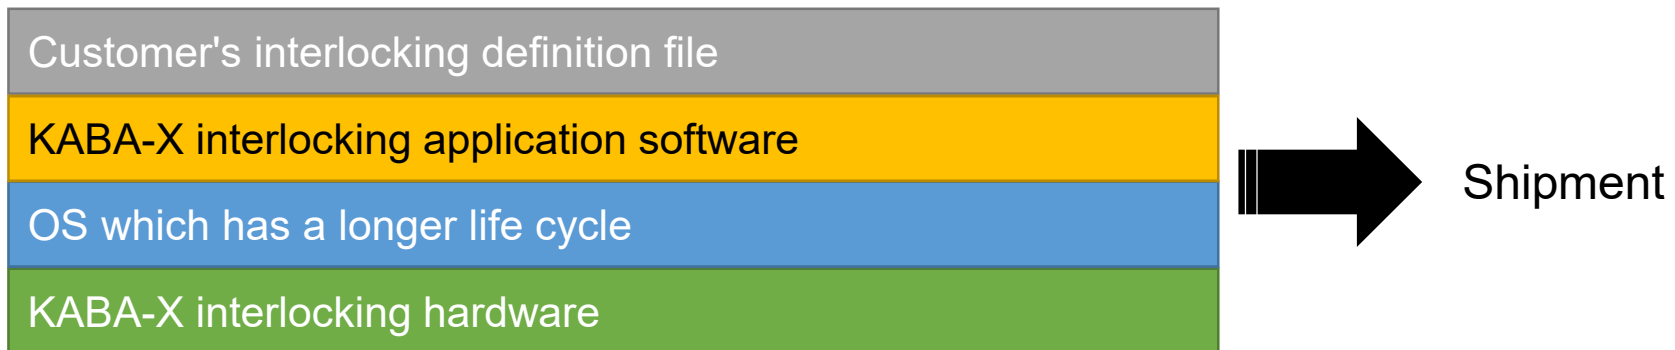 Customer's interlocking definition file
KABA-X interlocking application software
OS which has a longer life cycle
KABA-X interlocking hardware
Shipment